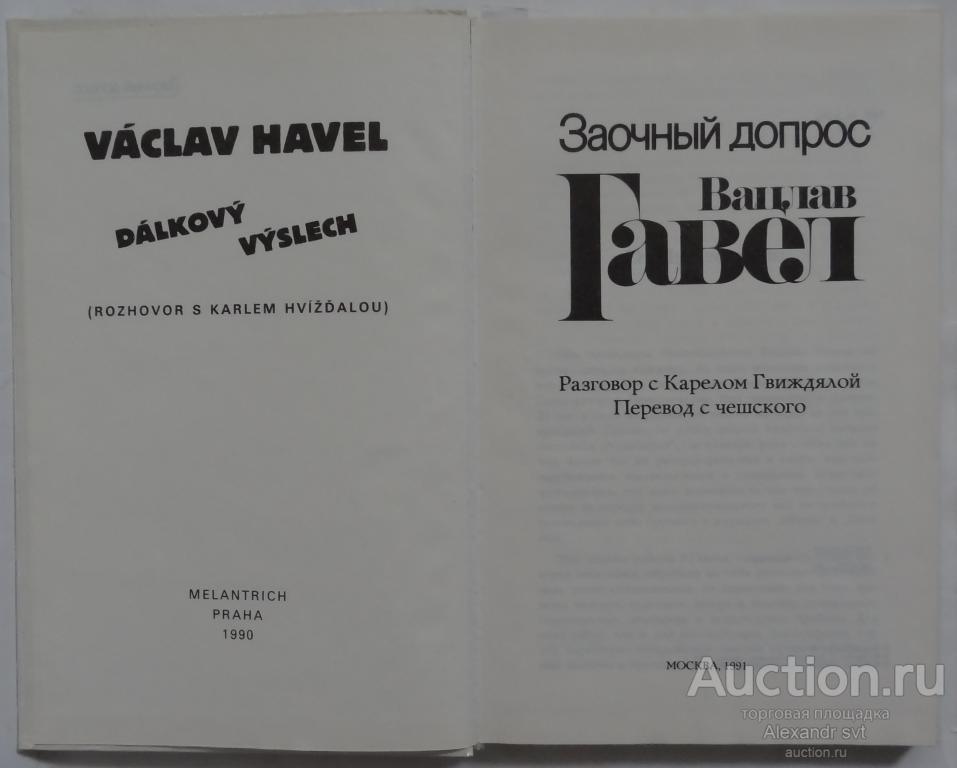 VÁCLAV HAVEL
DÁLKOVÝ
VÝSLECH
(ROZHOVOR S KARLEM HVÍŽĎALOU)
MELANTRICH
PRAHA
1990
Заочный допрос
Вацлав
Гавел
Разговор с Карелом Гвиждялой
Перевод с чешского
МОСКВА, 1991
Auction.ru
торговая площадка
Alexandr svt
auction.ru